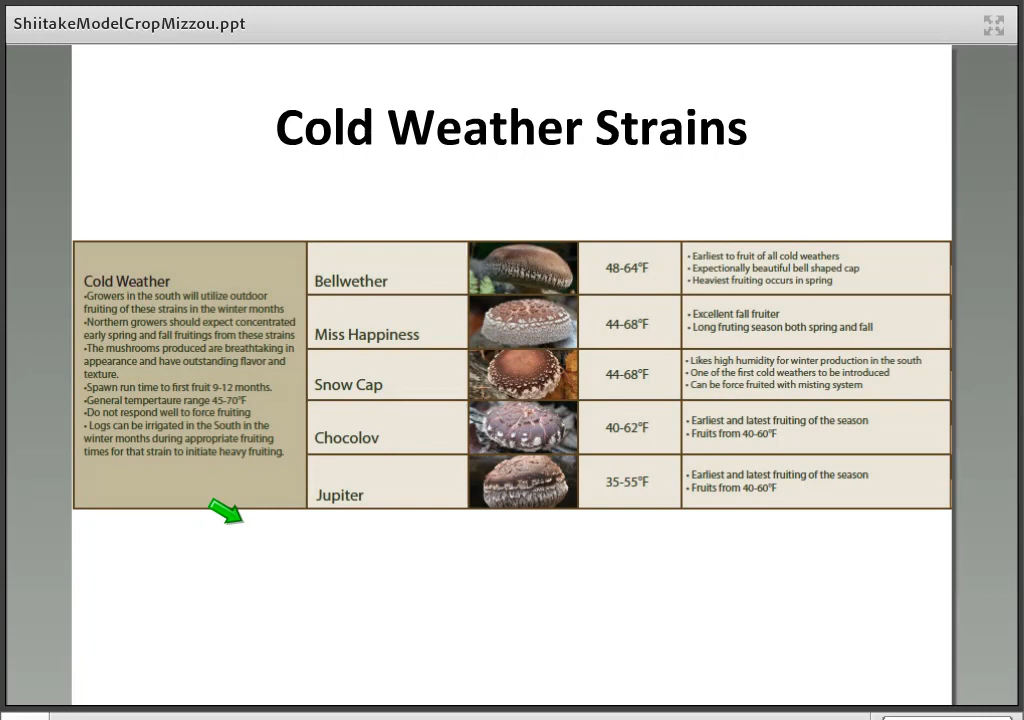 ShiitakeModelCropMizzou.ppt
Cold Weather Strains
Cold Weather
•Growers in the south will utilize outdoor
fruiting of these strains in the winter months
•Northern growers should expect concentrated
early spring and fall fruitings from these strains
•The mushrooms produced are breathtaking in
appearance and have outstanding flavor and
texture.
•Spawn run time to first fruit 9-12 months.
•General tempertaure range 45-70°F
•Do not respond well to force fruiting
• Logs can be irrigated in the South in the
winter months during appropriate fruiting
times for that strain to initiate heavy fruiting.
Bellwether
48-64°F
• Earliest to fruit of all cold weathers
• Expectionally beautiful bell shaped cap
• Heaviest fruiting occurs in spring
Miss Happiness
44-68°F
• Excellent fall fruiter
• Long fruting season both spring and fall
Snow Cap
44-68°F
• Likes high humidity for winter production in the south
• One of the first cold weathers to be introduced
• Can be force fruited with misting system
Chocolov
40-62°F
• Earliest and latest fruiting of the season
• Fruits from 40-60°F
Jupiter
35-55°F
• Earliest and latest fruiting of the season
• Fruits from 40-60°F